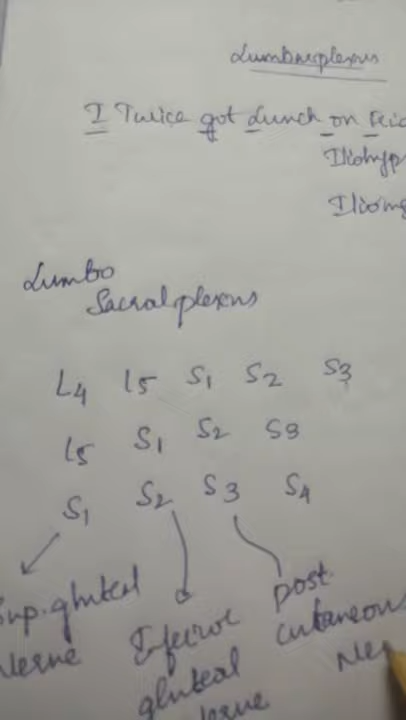 Lumbarplexus
I Twice got Lunch on
Iliohyp
Ilioing
Lumbo
Sacralplexus
L4 L5 S1 S2 S3
L5 S1 S2 S3
S1 S2 S3 S4
Sup. gluteal
Nerve
Inferior
gluteal
Nerve
post.
cutaneous
Ner